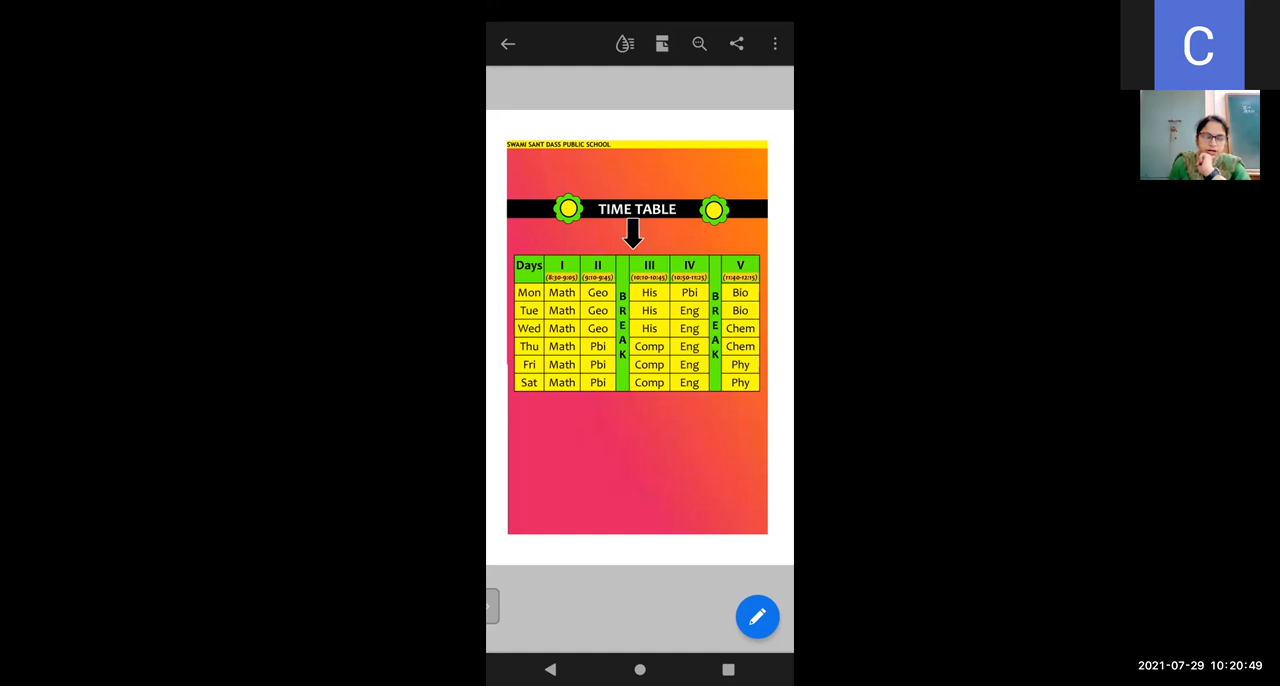 C
SWAMI SANT DASS PUBLIC SCHOOL
TIME TABLE
Days I II III IV V
(8:30-9:05) (9:10-9:45) (10:10-10:45) (10:50-11:25) (11:40-12:15)
BREAK
BREAK
Mon Math Geo His Pbi Bio
Tue Math Geo His Eng Bio
Wed Math Geo His Eng Chem
Thu Math Pbi Comp Eng Chem
Fri Math Pbi Comp Eng Phy
Sat Math Pbi Comp Eng Phy
2021-07-29 10:20:49